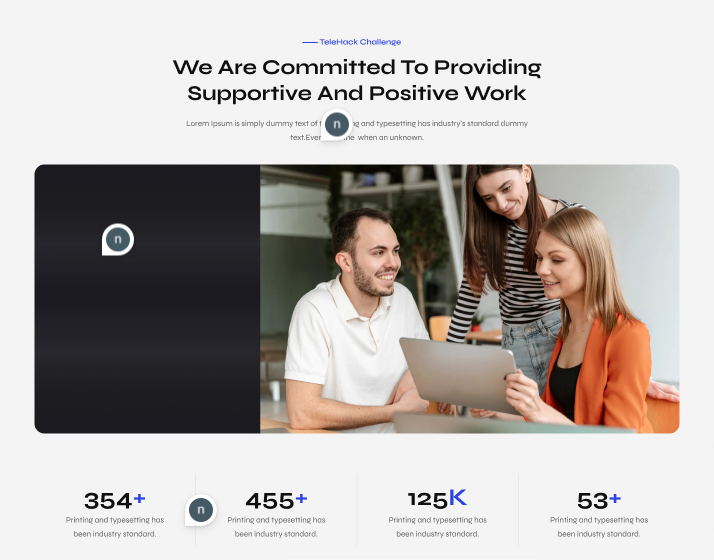 TeleHack Challenge
We Are Committed To Providing
Supportive And Positive Work
Lorem Ipsum is simply dummy text of n and typesetting has industry's standard dummy
text.Ever when an unknown.
n
354+
455+
125K
53+
Printing and typesetting has
been industry standard.
n
Printing and typesetting has
been industry standard.
Printing and typesetting has
been industry standard.
Printing and typesetting has
been industry standard.